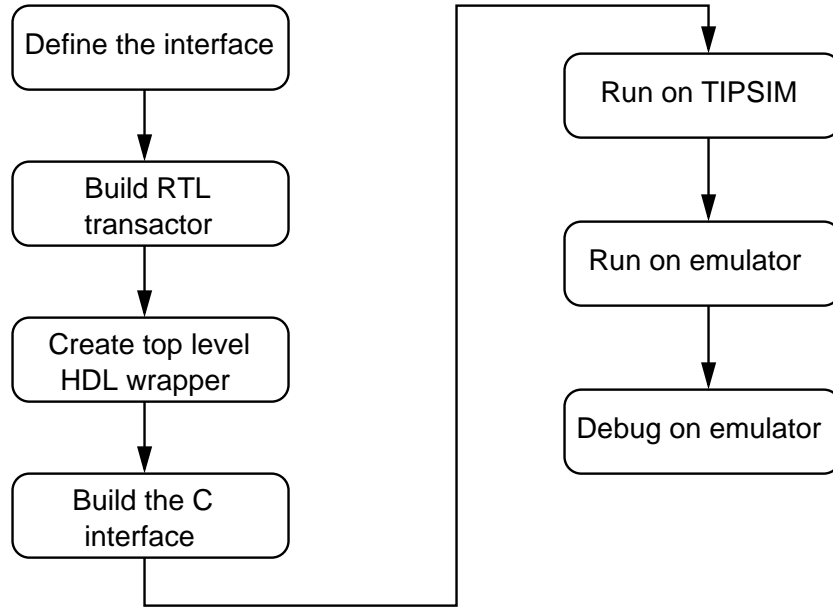 Define the interface
Build RTL
transactor
Create top level
HDL wrapper
Build the C
interface
Run on TIPSIM
Run on emulator
Debug on emulator